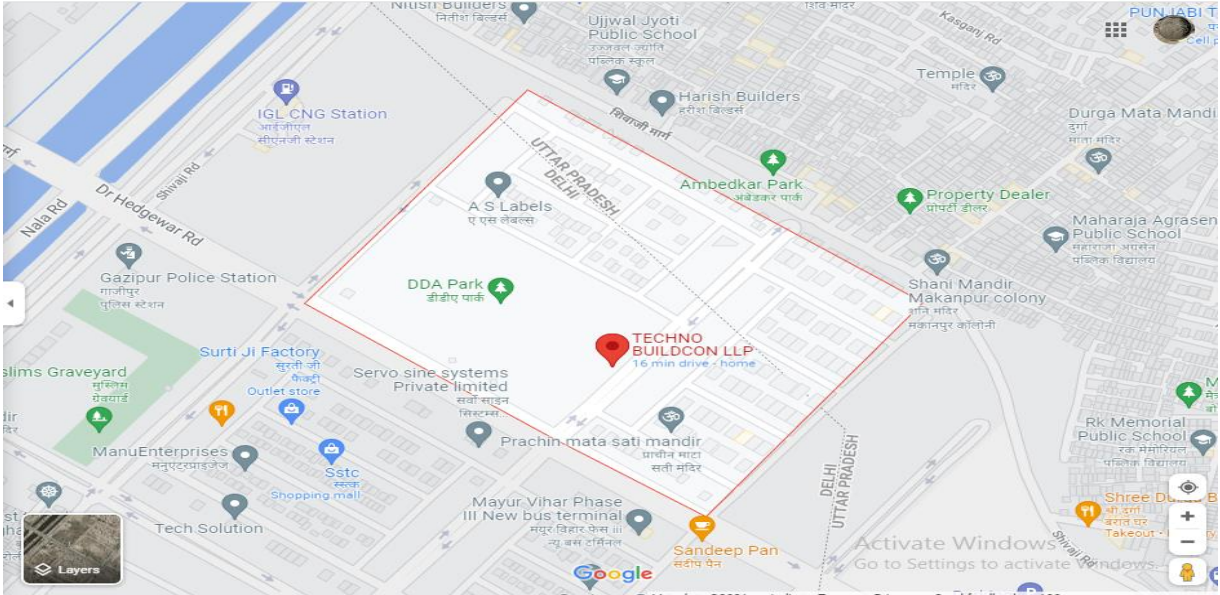 Nitish Builders
नितीश बिल्डर्स
Ujjwal Jyoti
Public School
उज्जवल ज्योति
पब्लिक स्कूल
शिव मंदिर
Kasganj Rd
PUNJABI T
Cell p
IGL CNG Station
आईजीएल
सीएनजी स्टेशन
Harish Builders
हरीश बिल्डर्स
शिवाजी मार्ग
Temple
मंदिर
Durga Mata Mandi
दुर्गा
माता मंदिर
Shivaji Rd
Dr Hedgewar Rd
Nala Rd
UTTAR PRADESH
DELHI
A S Labels
ए एस लेबल्स
Ambedkar Park
अंबेडकर पार्क
Property Dealer
प्रॉपर्टी डीलर
Maharaja Agrasen
Public School
महाराजा अग्रसेन
पब्लिक विद्यालय
Gazipur Police Station
गाजीपुर
पुलिस स्टेशन
DDA Park
डीडीए पार्क
Shani Mandir
Makanpur colony
शनि मंदिर
मकानपुर कॉलोनी
TECHNO
BUILDCON LLP
16 min drive - home
Surti Ji Factory
सुरती जी
फैक्ट्री
Outlet store
Servo sine systems
Private limited
सर्वो साइन
सिस्टम्स...
slims Graveyard
मुस्लिम
ग्रेवयार्ड
Prachin mata sati mandir
प्राचीन माटा
सती मंदिर
Rk Memorial
Public School
रक मेमोरियल
पब्लिक विद्यालय
ManuEnterprises
मनुएटरप्राइजेज
Sstc
स्स्त्क
Shopping mall
DELHI
UTTAR PRADESH
Mayur Vihar Phase
III New bus terminal
मयूर विहार फेस iii
न्यू बस टर्मिनल
Tech Solution
Sandeep Pan
संदीप पैन
Shree Du
श्री दुर्गा
बरात घर
Takeout
Shivaji Rd
Activate Windows
Go to Settings to activate Windows.
Layers
Google